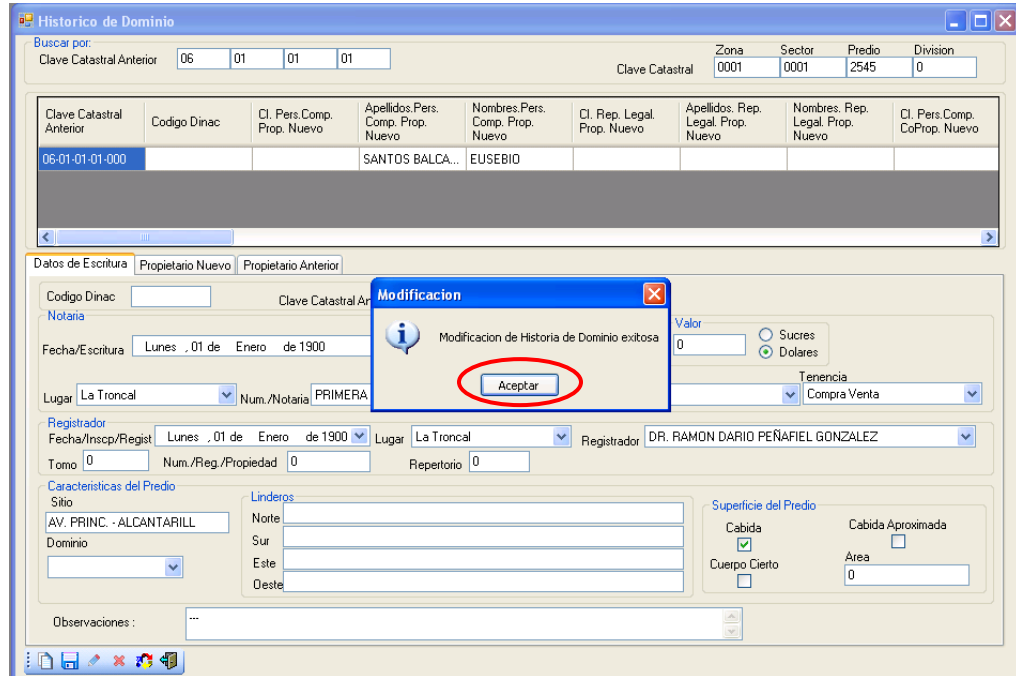 Historico de Dominio
Buscar por:
Clave Catastral Anterior 06 01 01 01
Zona Sector Predio Division
Clave Catastral 0001 0001 2545 0
Clave Catastral Anterior Codigo Dinac CI. Pers.Comp. Prop. Nuevo Apellidos.Pers. Comp. Prop. Nuevo Nombres.Pers. Comp. Prop. Nuevo CI. Rep. Legal. Prop. Nuevo Apellidos. Rep. Legal. Prop. Nuevo Nombres. Rep. Legal. Prop. Nuevo CI. Pers.Comp. CoProp. Nuevo
06-01-01-01-000 SANTOS BALCA... EUSEBIO
Datos de Escritura Propietario Nuevo Propietario Anterior
Codigo Dinac Clave Catastral An
Modificacion
Modificacion de Historia de Dominio exitosa
Aceptar
Notaria
Fecha/Escritura Lunes , 01 de Enero de 1900
Valor
0 Sucres
Dolares
Tenencia
Lugar La Troncal Num./Notaria PRIMERA Compra Venta
Registrador
Fecha/Inscp/Regist Lunes , 01 de Enero de 1900 Lugar La Troncal Registrador DR. RAMON DARIO PEÑAFIEL GONZALEZ
Tomo 0 Num./Reg./Propiedad 0 Repertorio 0
Caracteristicas del Predio
Sitio
AV. PRINC. - ALCANTARILL
Dominio
Linderos
Norte
Sur
Este
Oeste
Superficie del Predio
Cabida Cabida Aproximada
Cuerpo Cierto Area
0
Observaciones : ---